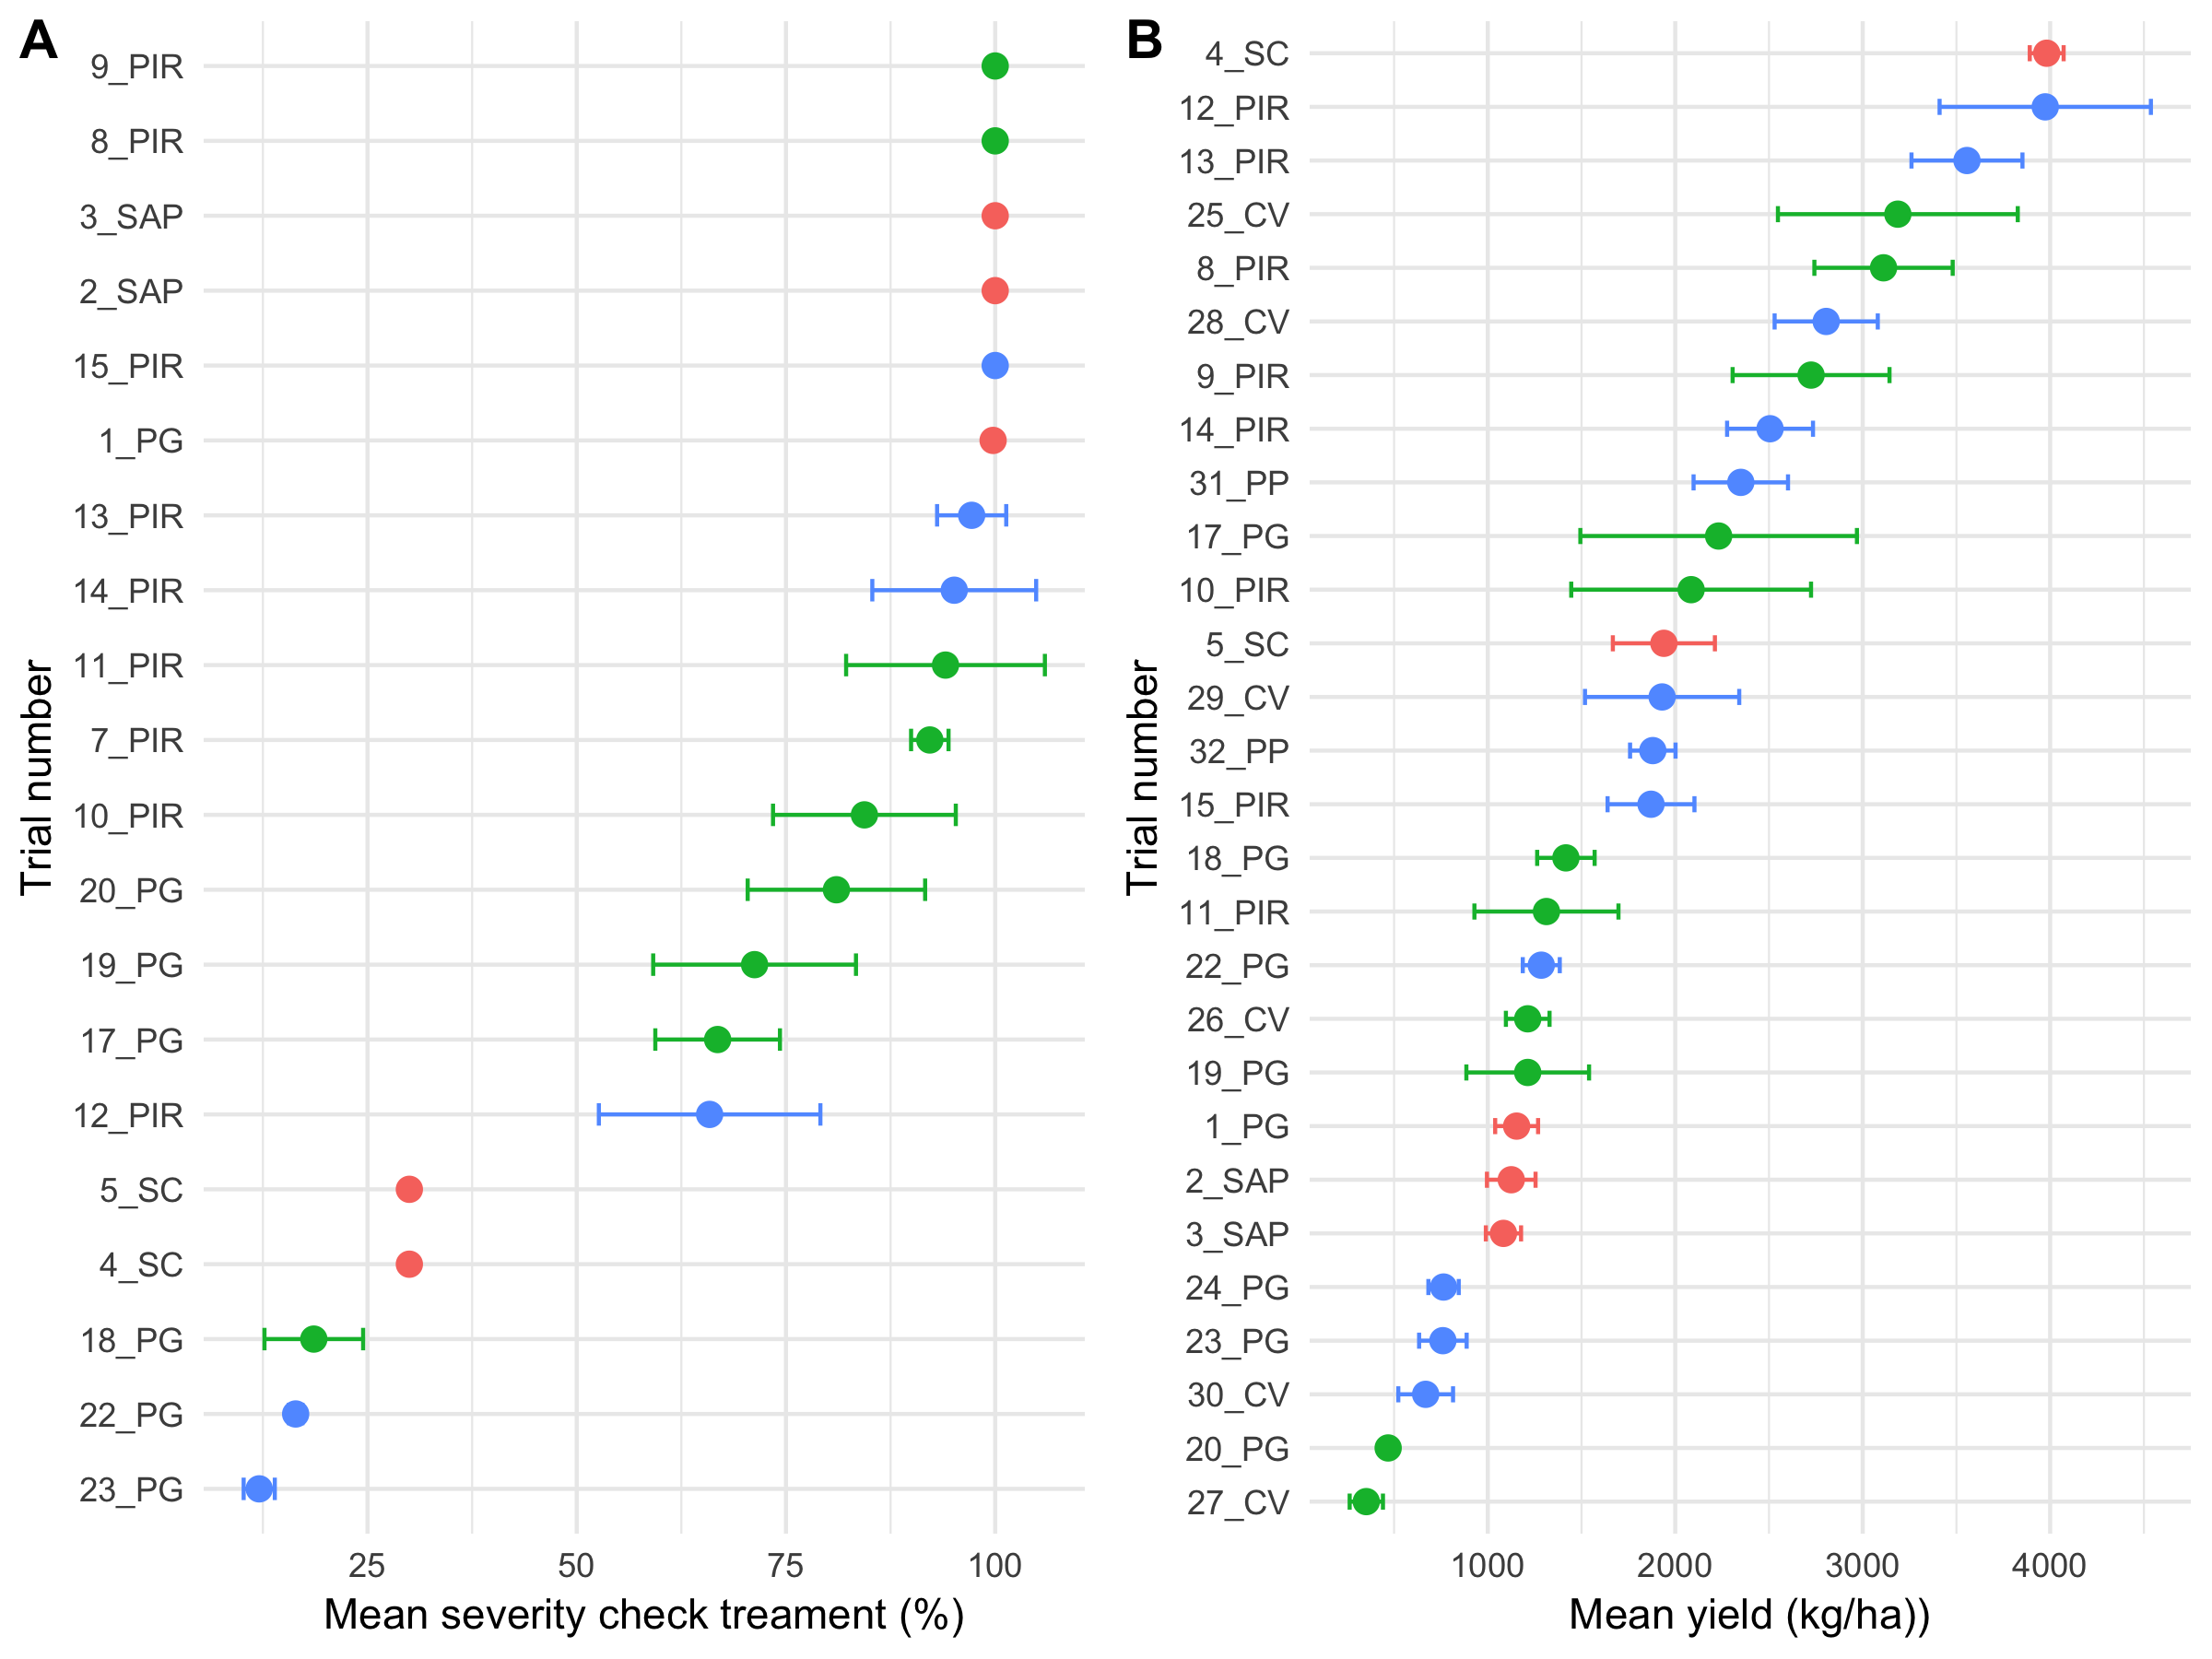 A
9_PIR
8_PIR
3_SAP
2_SAP
15_PIR
1_PG
13_PIR
14_PIR
11_PIR
7_PIR
10_PIR
20_PG
19_PG
17_PG
12_PIR
5_SC
4_SC
18_PG
22_PG
23_PG
Trial number
25 50 75 100
Mean severity check treament (%)
B
4_SC
12_PIR
13_PIR
25_CV
8_PIR
28_CV
9_PIR
14_PIR
31_PP
17_PG
10_PIR
5_SC
29_CV
32_PP
15_PIR
18_PG
11_PIR
22_PG
26_CV
19_PG
1_PG
2_SAP
3_SAP
24_PG
23_PG
30_CV
20_PG
27_CV
Trial number
1000 2000 3000 4000
Mean yield (kg/ha))